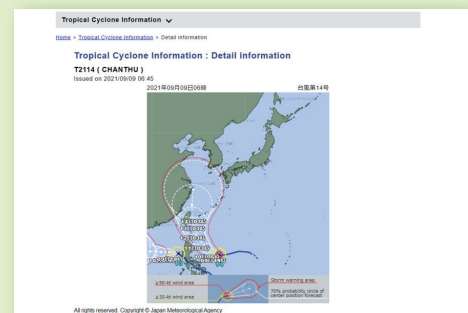 Tropical Cyclone Information
Home > Tropical Cyclone Information > Detail information
Tropical Cyclone Information : Detail information
T2114 ( CHANTHU )
Issued on 2021/09/09 06:45
2021年09月09日06時 台風第14号
≥50-kt wind area
≥30-kt wind area
Storm warning area
70% probability circle of
center position forecast
All rights reserved. Copyright © Japan Meteorological Agency